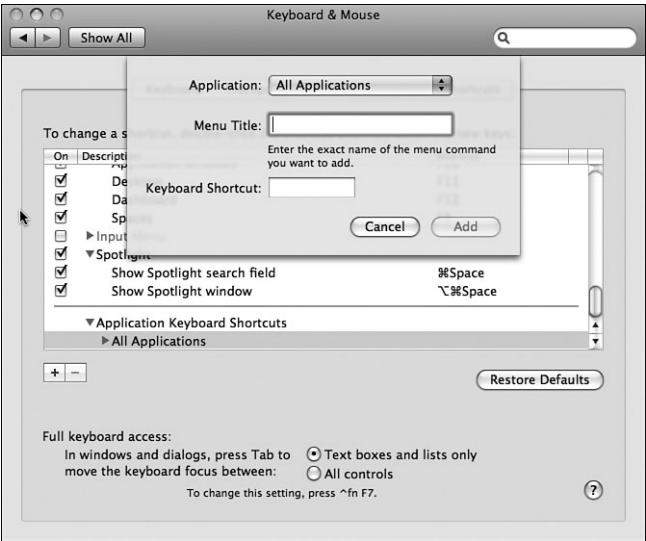 Keyboard & Mouse
Show All
Application: All Applications
Menu Title:
Enter the exact name of the menu command
you want to add.
Keyboard Shortcut:
Cancel Add
To change a s
new keys.
On Description
De F11
Da F12
Sp
Input Menu
Spotlight
Show Spotlight search field ⌘Space
Show Spotlight window ⌥⌘Space
Application Keyboard Shortcuts
All Applications
+ −
Restore Defaults
Full keyboard access:
In windows and dialogs, press Tab to
move the keyboard focus between:
Text boxes and lists only
All controls
To change this setting, press ^fn F7.
?